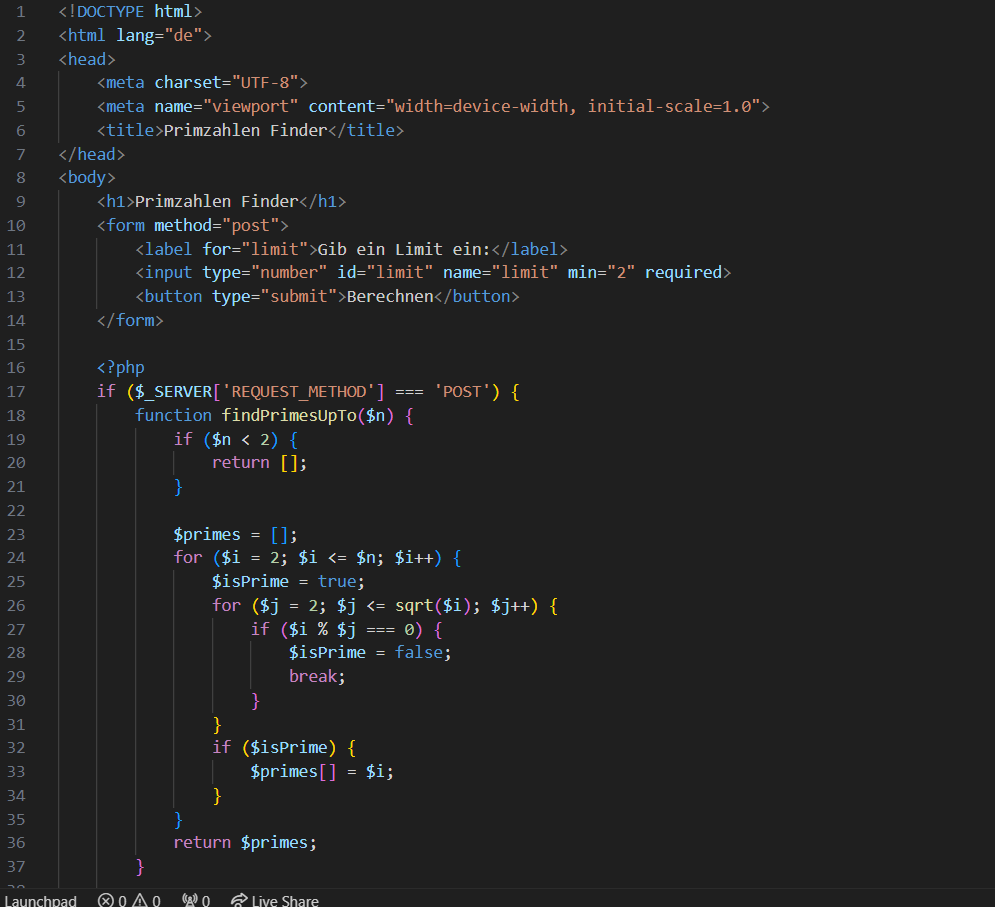 1 <!DOCTYPE html>
2 <html lang="de">
3 <head>
4     <meta charset="UTF-8">
5     <meta name="viewport" content="width=device-width, initial-scale=1.0">
6     <title>Primzahlen Finder</title>
7 </head>
8 <body>
9     <h1>Primzahlen Finder</h1>
10     <form method="post">
11         <label for="limit">Gib ein Limit ein:</label>
12         <input type="number" id="limit" name="limit" min="2" required>
13         <button type="submit">Berechnen</button>
14     </form>
15
16     <?php
17     if ($_SERVER['REQUEST_METHOD'] === 'POST') {
18         function findPrimesUpTo($n) {
19             if ($n < 2) {
20                 return [];
21             }
22
23             $primes = [];
24             for ($i = 2; $i <= $n; $i++) {
25                 $isPrime = true;
26                 for ($j = 2; $j <= sqrt($i); $j++) {
27                     if ($i % $j === 0) {
28                         $isPrime = false;
29                         break;
30                     }
31                 }
32                 if ($isPrime) {
33                     $primes[] = $i;
34                 }
35             }
36             return $primes;
37         }
Launchpad 0 0 0 Live Share